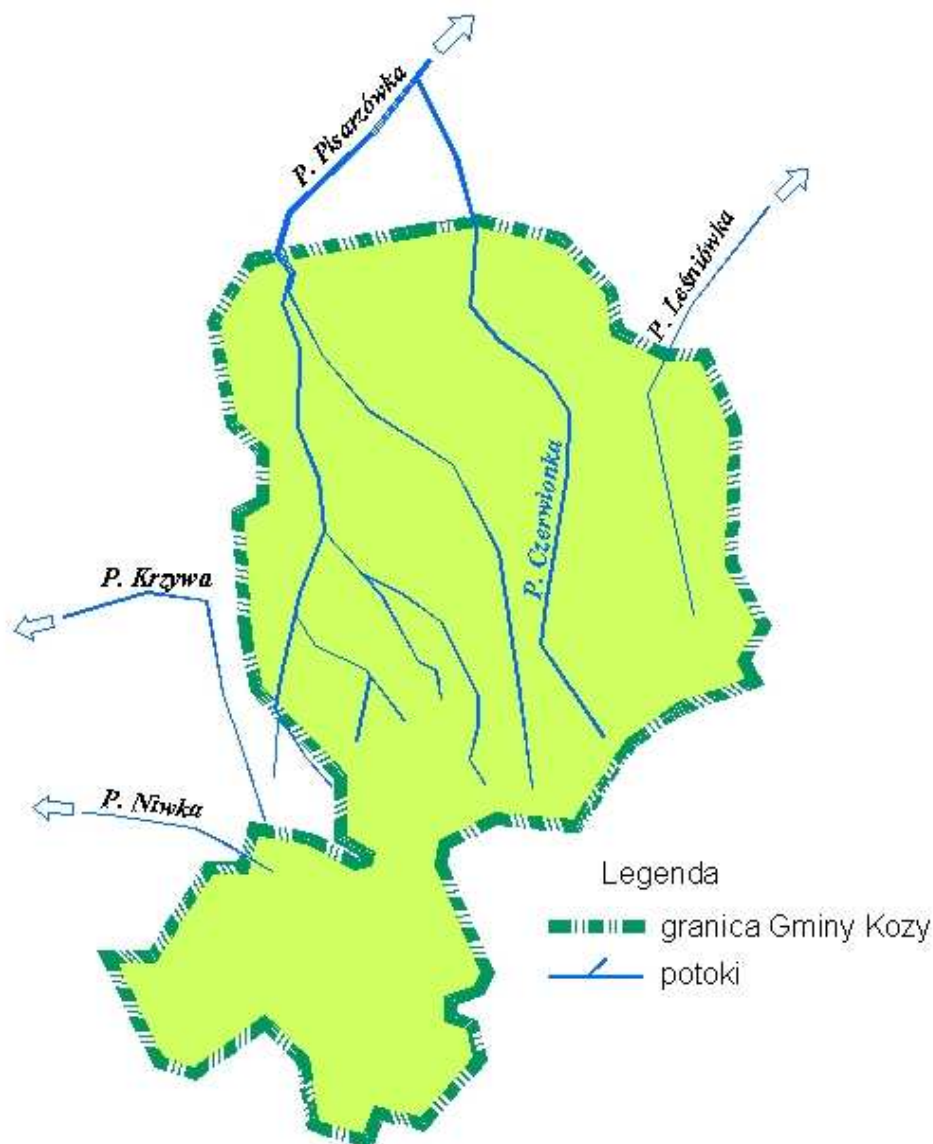 P. Pisarzówka
P. Leśniówka
P. Czerwionka
P. Krzywa
P. Niwka
Legenda
granica Gminy Kozy
potoki